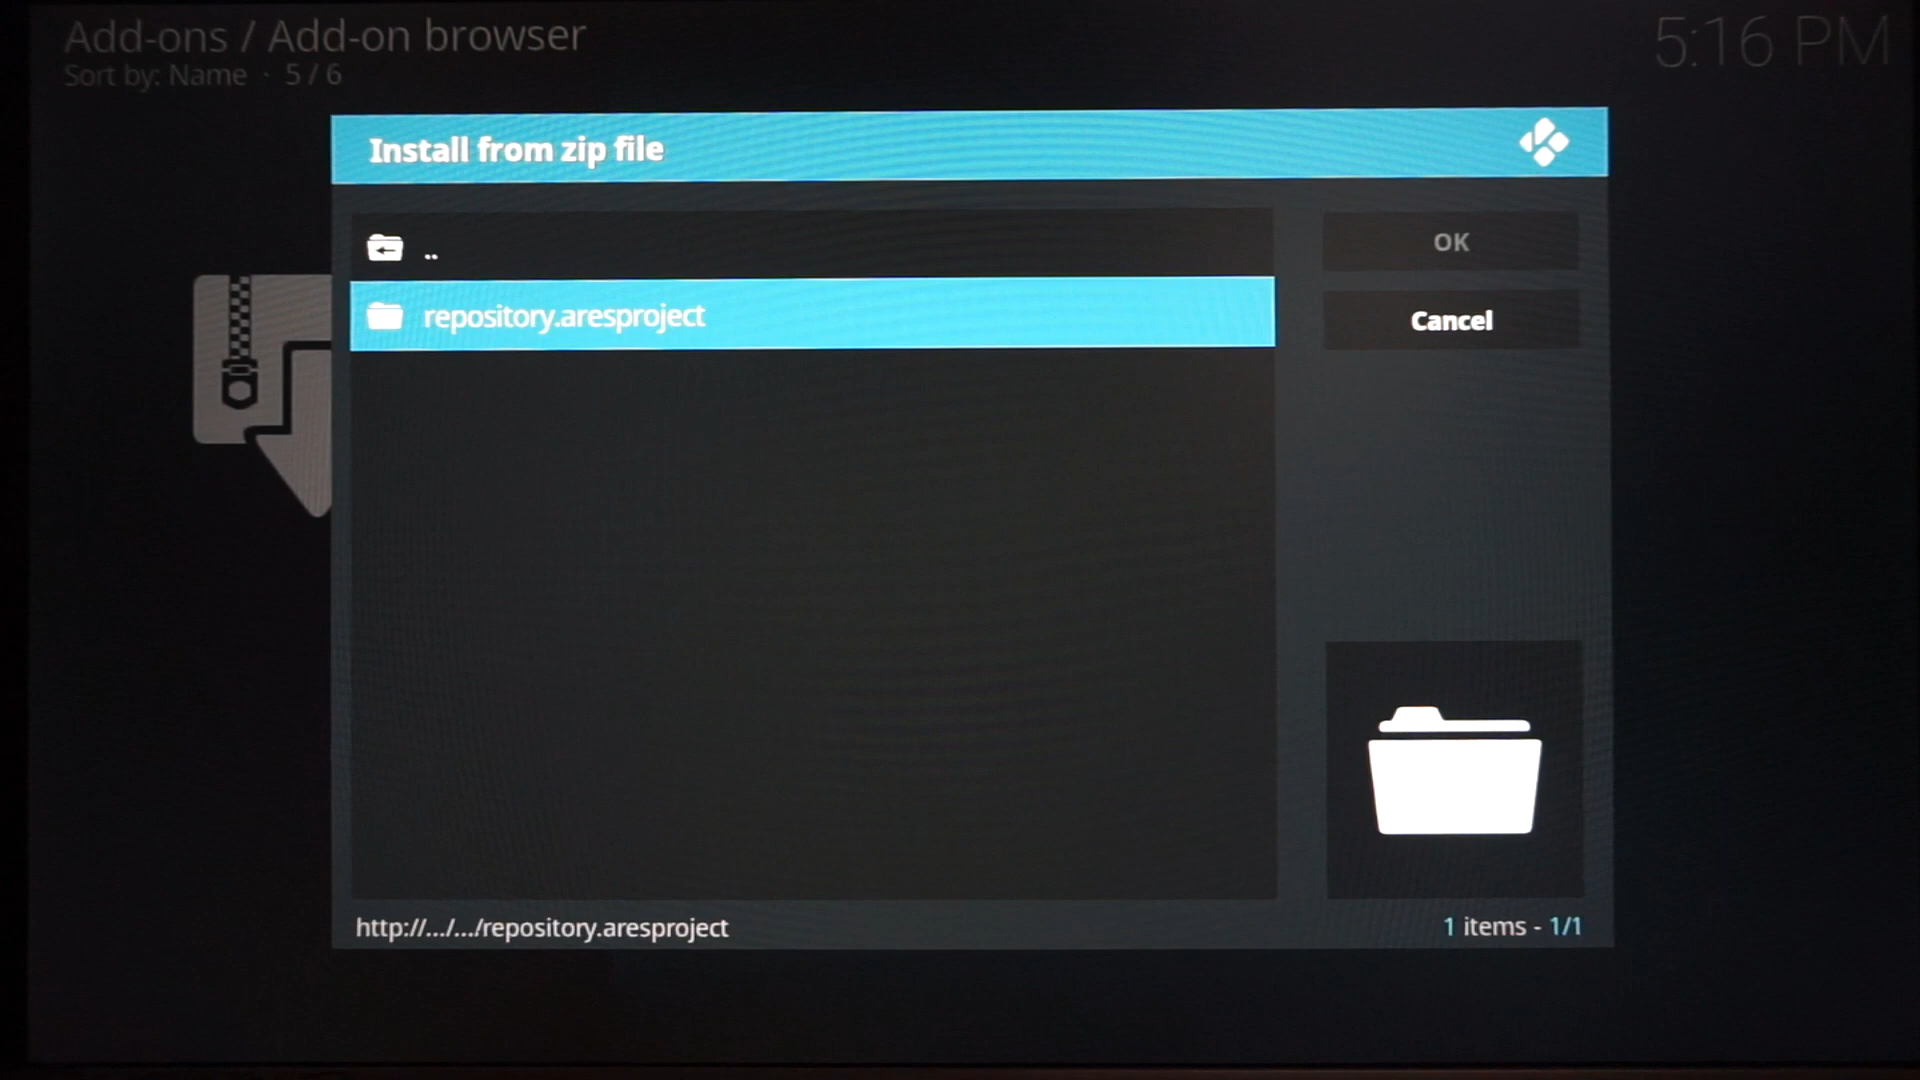 Add-ons / Add-on browser
Sort by: Name · 5 / 6
5:16 PM
Install from zip file
..
OK
repository.aresproject
Cancel
http://.../.../repository.aresproject
1 items - 1/1